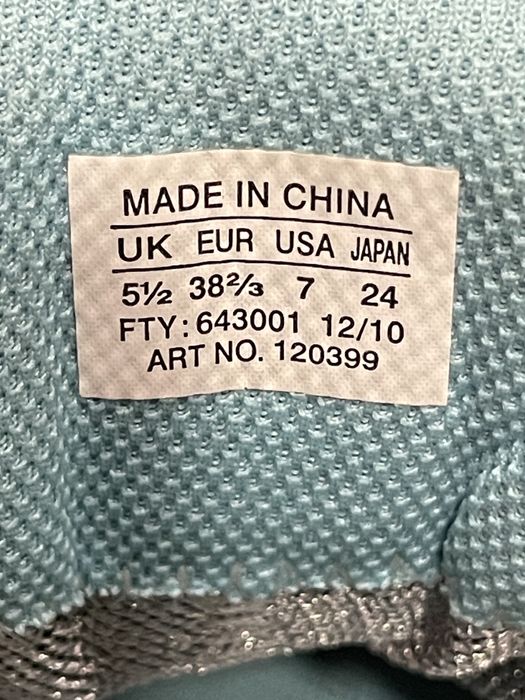 MADE IN CHINA
UK EUR USA JAPAN
5½ 38⅔ 7 24
FTY: 643001 12/10
ART NO. 120399